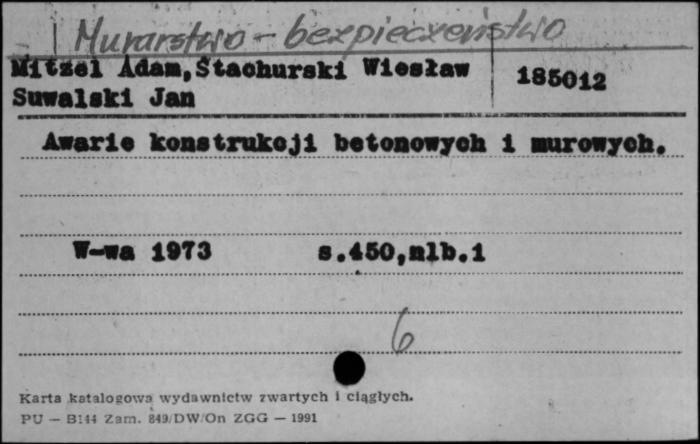 Murarstwo - bezpieczeństwo
Mitzel Adam,Stachurski Wiesław
Suwalski Jan
185012
Awarie konstrukcji betonowych i murowych.
W-wa 1973 s.450,nlb.1
6
Karta katalogowa wydawnictw zwartych i ciągłych.
PU — B144 Zam. 849/DW/On ZGG — 1991